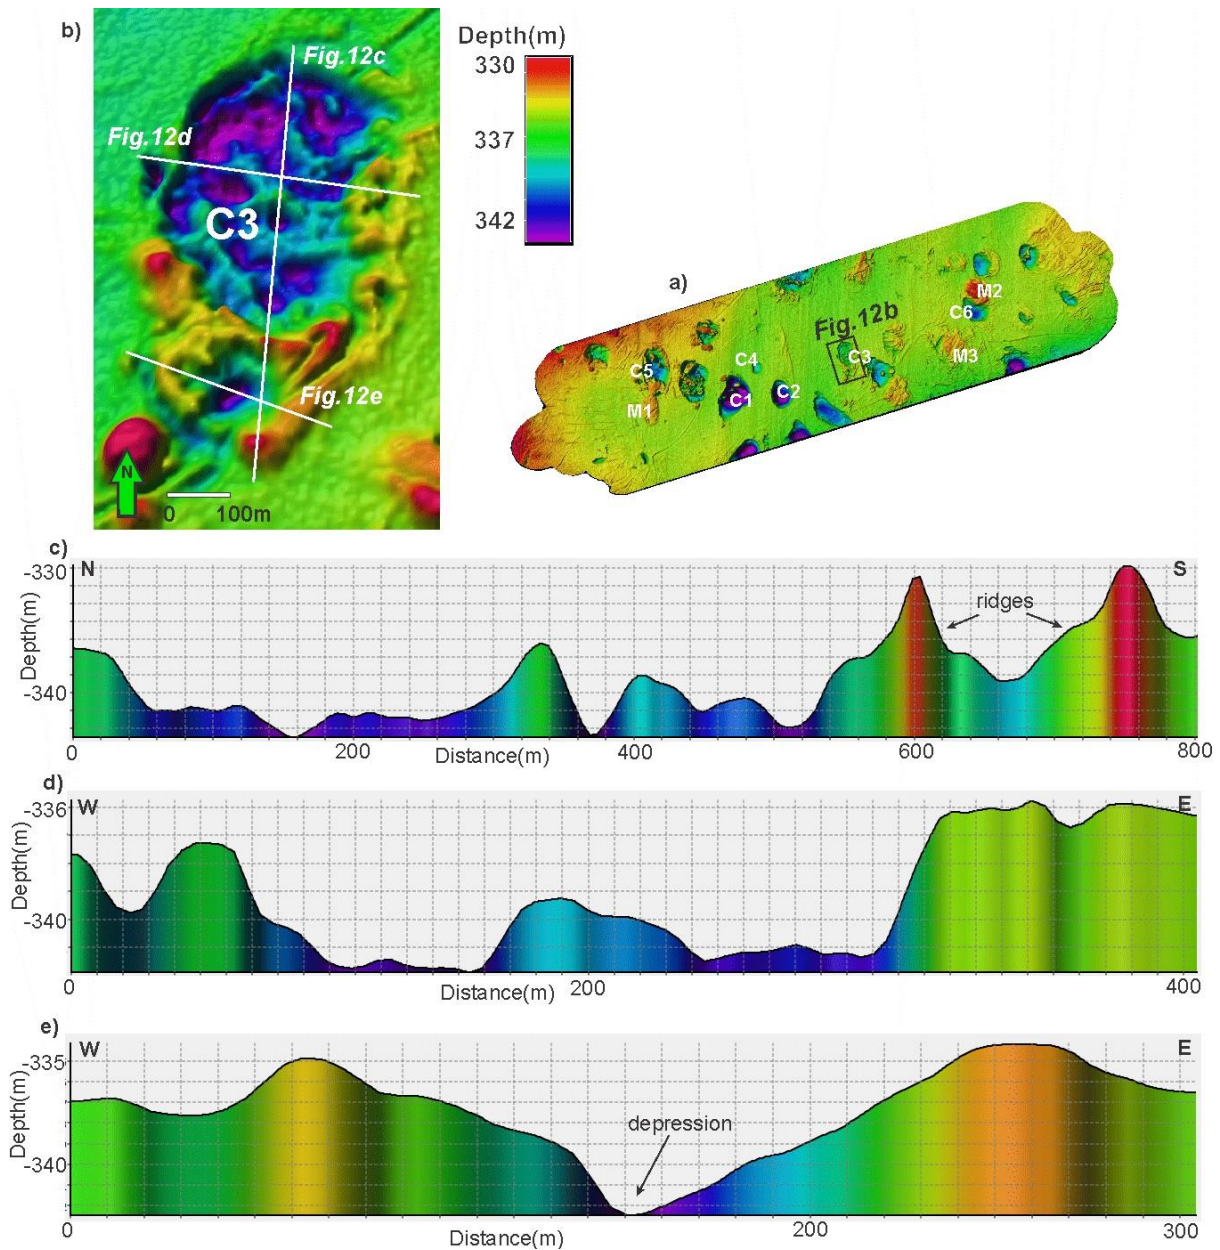 b)
Fig.12c
Fig.12d
C3
Fig.12e
N
0 100m
Depth(m)
330
337
342
a)
Fig.12b
M2
C6
M3
C3
C4
C5
C2
C1
M1
c)
N
S
-330
-340
Depth(m)
ridges
0 200 400 600 800
Distance(m)
d)
W
E
-336
-340
Depth(m)
0 200 400
Distance(m)
e)
W
E
-335
-340
Depth(m)
depression
0 200 300
Distance(m)